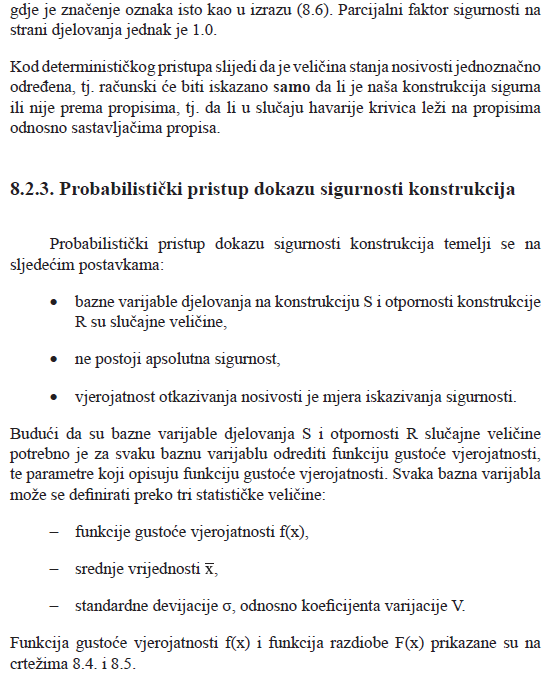 gdje je značenje oznaka isto kao u izrazu (8.6). Parcijalni faktor sigurnosti na
strani djelovanja jednak je 1.0.
Kod determinističkog pristupa slijedi da je veličina stanja nosivosti jednoznačno
određena, tj. računski će biti iskazano samo da li je naša konstrukcija sigurna
ili nije prema propisima, tj. da li u slučaju havarije krivica leži na propisima
odnosno sastavljačima propisa.
8.2.3. Probabilistički pristup dokazu sigurnosti konstrukcija
Probabilistički pristup dokazu sigurnosti konstrukcija temelji se na
sljedećim postavkama:
• bazne varijable djelovanja na konstrukciju S i otpornosti konstrukcije
R su slučajne veličine,
• ne postoji apsolutna sigurnost,
• vjerojatnost otkazivanja nosivosti je mjera iskazivanja sigurnosti.
Budući da su bazne varijable djelovanja S i otpornosti R slučajne veličine
potrebno je za svaku baznu varijablu odrediti funkciju gustoće vjerojatnosti,
te parametre koji opisuju funkciju gustoće vjerojatnosti. Svaka bazna varijabla
može se definirati preko tri statističke veličine:
– funkcije gustoće vjerojatnosti f(x),
– srednje vrijednosti x̅,
– standardne devijacije σ, odnosno koeficijenta varijacije V.
Funkcija gustoće vjerojatnosti f(x) i funkcija razdiobe F(x) prikazane su na
crtežima 8.4. i 8.5.